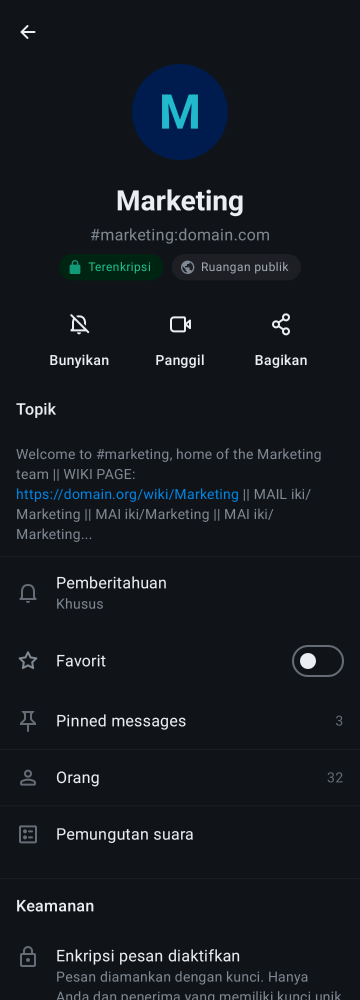 M
Marketing
#marketing:domain.com
Terenkripsi
Ruangan publik
Bunyikan
Panggil
Bagikan
Topik
Welcome to #marketing, home of the Marketing
team || WIKI PAGE:
https://domain.org/wiki/Marketing || MAIL iki/
Marketing || MAI iki/Marketing || MAI iki/
Marketing...
Pemberitahuan
Khusus
Favorit
Pinned messages
3
Orang
32
Pemungutan suara
Keamanan
Enkripsi pesan diaktifkan
Pesan diamankan dengan kunci. Hanya
Anda dan penerima yang memiliki kunci unik